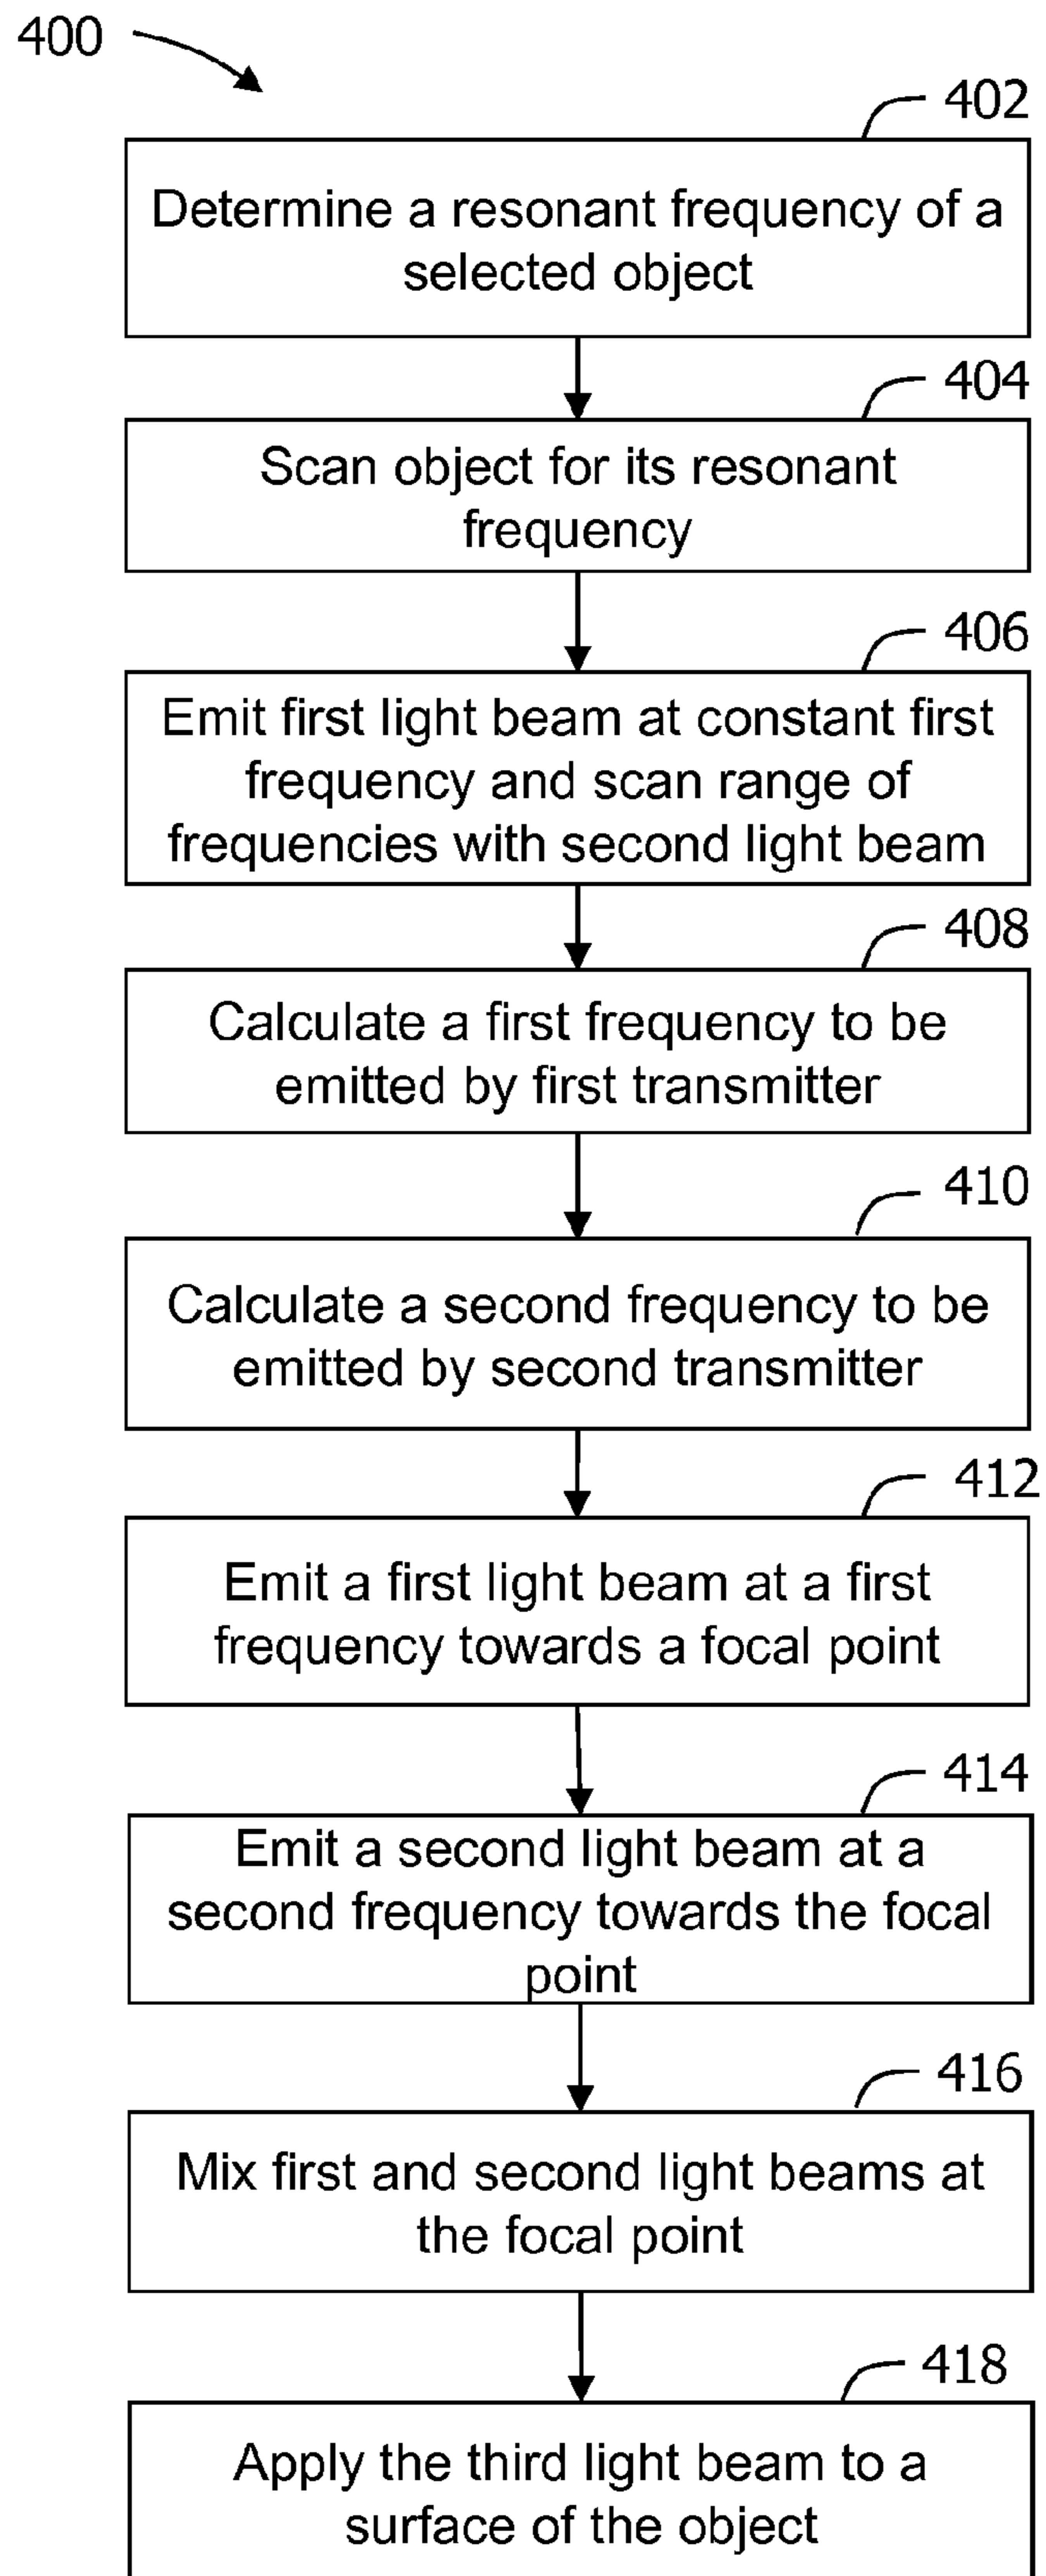 400
402
Determine a resonant frequency of a
selected object
404
Scan object for its resonant
frequency
406
Emit first light beam at constant first
frequency and scan range of
frequencies with second light beam
408
Calculate a first frequency to be
emitted by first transmitter
410
Calculate a second frequency to be
emitted by second transmitter
412
Emit a first light beam at a first
frequency towards a focal point
414
Emit a second light beam at a
second frequency towards the focal
point
416
Mix first and second light beams at
the focal point
418
Apply the third light beam to a
surface of the object